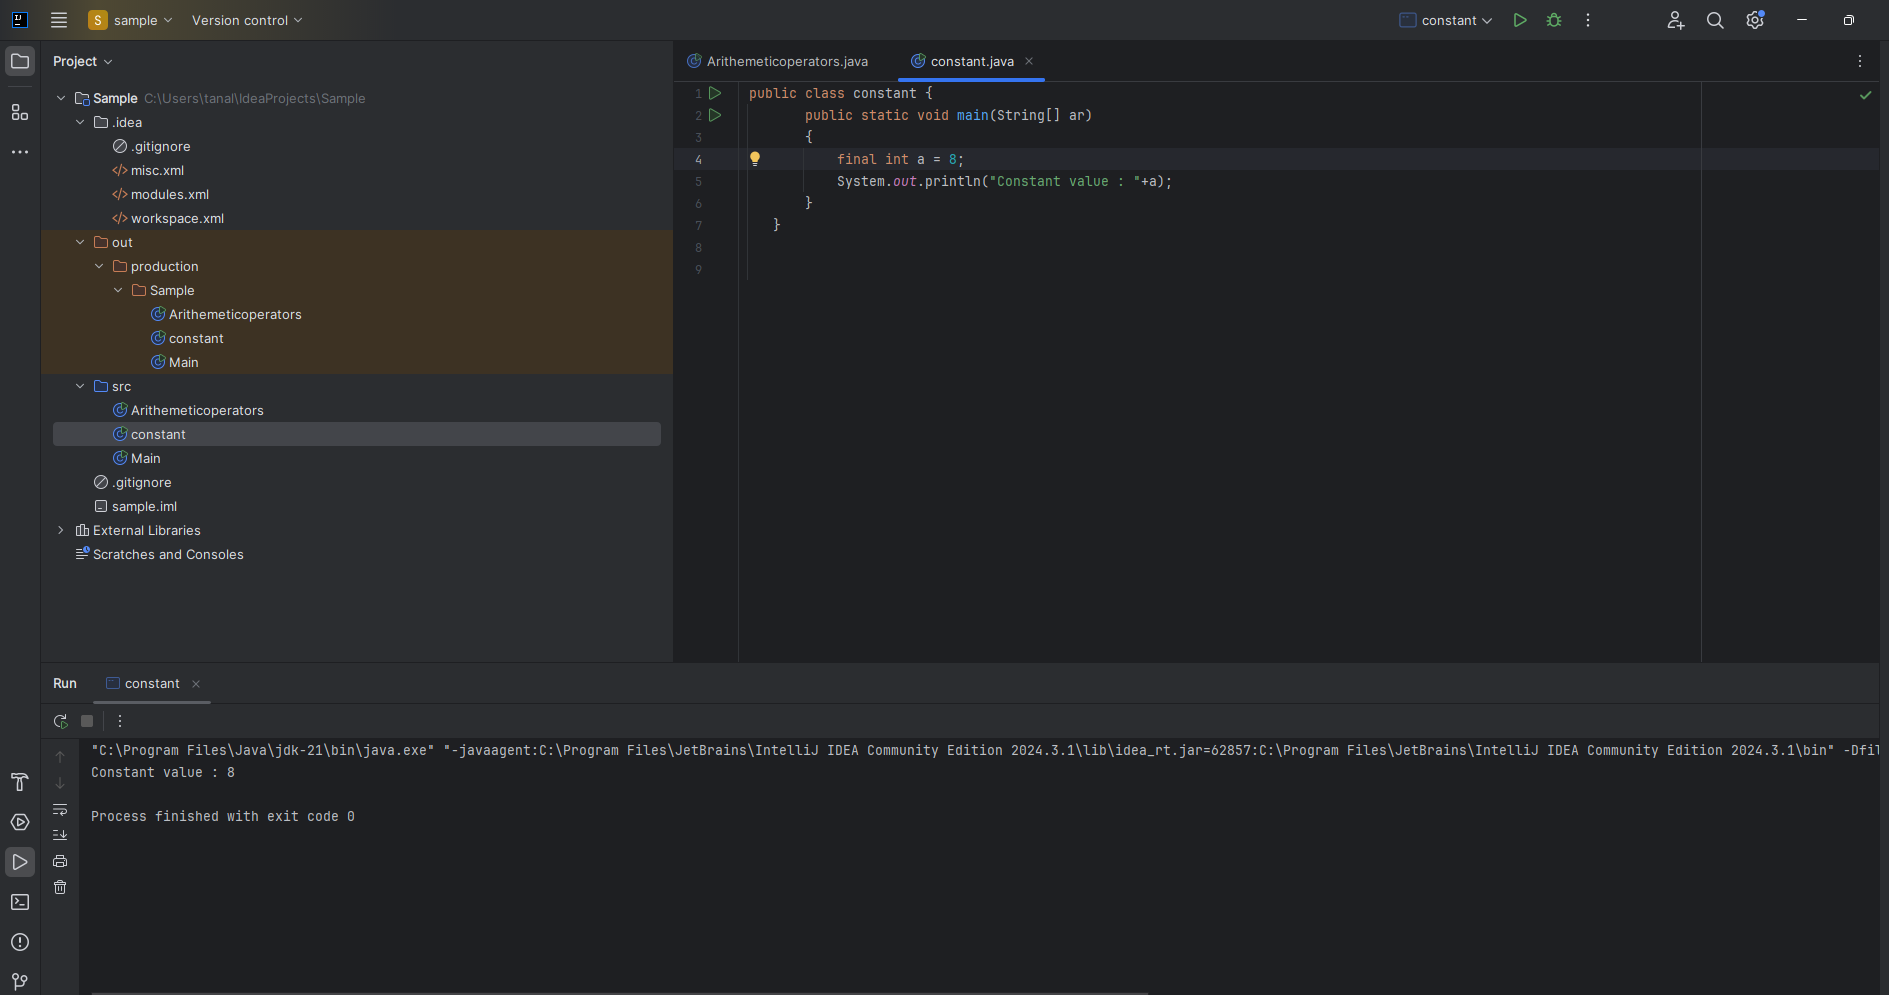 S sample Version control constant
Project
Arithemeticoperators.java constant.java
Sample C:\Users\tanal\IdeaProjects\Sample
.idea
.gitignore
misc.xml
modules.xml
workspace.xml
out
production
Sample
Arithemeticoperators
constant
Main
src
Arithemeticoperators
constant
Main
.gitignore
sample.iml
External Libraries
Scratches and Consoles
1 public class constant {
2 public static void main(String[] ar)
3 {
4 final int a = 8;
5 System.out.println("Constant value : "+a);
6 }
7 }
8
9
Run constant
"C:\Program Files\Java\jdk-21\bin\java.exe" "-javaagent:C:\Program Files\JetBrains\IntelliJ IDEA Community Edition 2024.3.1\lib\idea_rt.jar=62857:C:\Program Files\JetBrains\IntelliJ IDEA Community Edition 2024.3.1\bin" -Dfil
Constant value : 8
Process finished with exit code 0